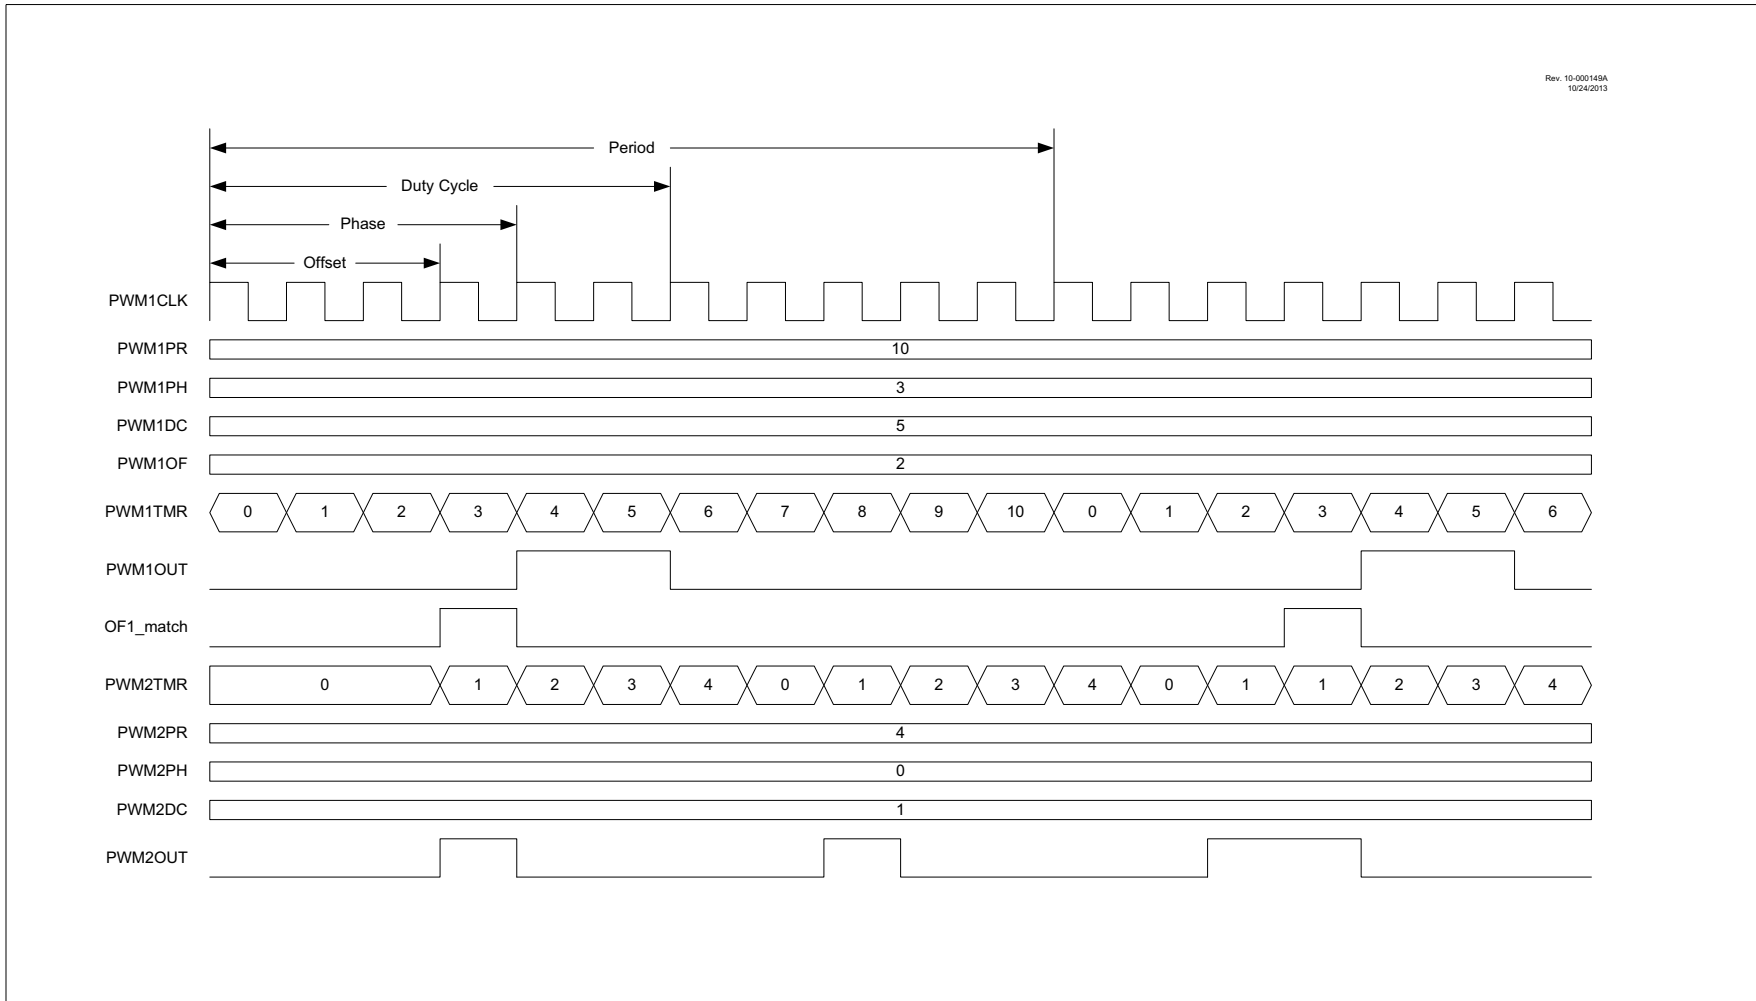 Rev. 10-000149A
10/24/2013
Period
Duty Cycle
Phase
Offset
PWM1CLK
PWM1PR 10
PWM1PH 3
PWM1DC 5
PWM1OF 2
PWM1TMR 0 1 2 3 4 5 6 7 8 9 10 0 1 2 3 4 5 6
PWM1OUT
OF1_match
PWM2TMR 0 1 2 3 4 0 1 2 3 4 0 1 1 2 3 4
PWM2PR 4
PWM2PH 0
PWM2DC 1
PWM2OUT